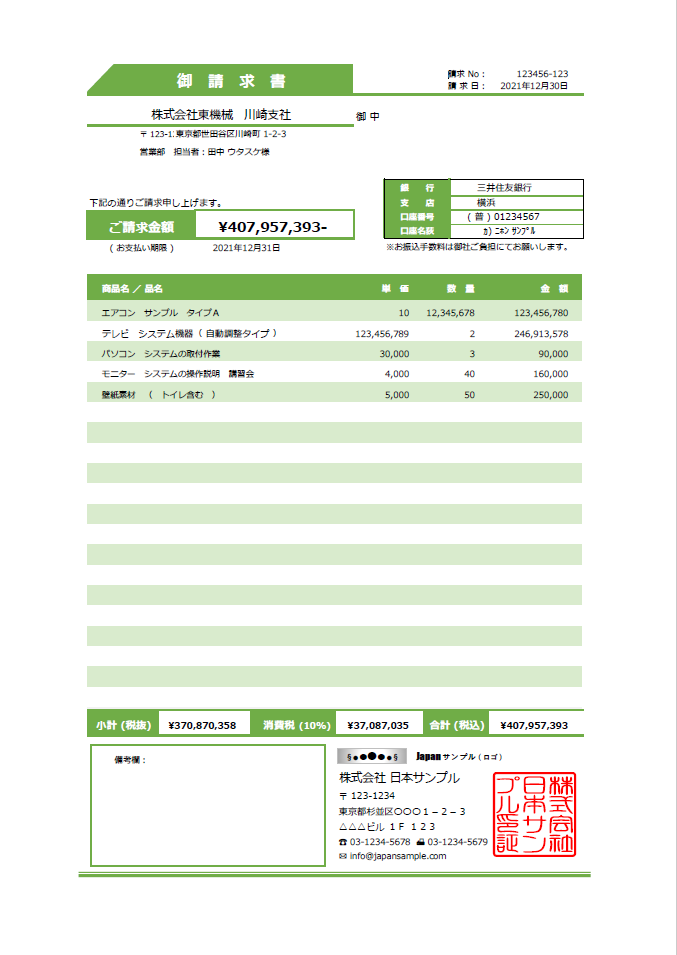 御 請 求 書
請求 No： 123456-123
請 求 日： 2021年12月30日
株式会社東機械 川崎支社 御 中
〒 123-1 東京都世田谷区川崎町 1-2-3
営業部 担当者：田中 ウタスケ様
銀 行 三井住友銀行
支 店 横浜
口座番号 （ 普 ）01234567
口座名義 ｶ) ﾆﾎﾝ ｻﾝﾌﾟﾙ
※お振込手数料は御社ご負担にてお願いします。
下記の通りご請求申し上げます。
ご請求金額 ¥407,957,393-
（ お支払い期限 ） 2021年12月31日
商品名 ／ 品名 単 価 数 量 金 額
エアコン サンプル タイプA 10 12,345,678 123,456,780
テレビ システム機器（ 自動調整タイプ ） 123,456,789 2 246,913,578
パソコン システムの取付作業 30,000 3 90,000
モニター システムの操作説明 講習会 4,000 40 160,000
壁紙素材 （ トイレ含む ） 5,000 50 250,000
小計 (税抜) ¥370,870,358 消費税 (10%) ¥37,087,035 合計 (税込) ¥407,957,393
備考欄：
§●●●●●§ Japan サンプル ( ロゴ )
株式会社 日本サンプル
〒 123-1234
東京都杉並区〇〇〇１－２－３
△△△ビル １Ｆ １２３
☎ 03-1234-5678 📠 03-1234-5679
✉ info@japansample.com
株式会社
日本サン
プル印証